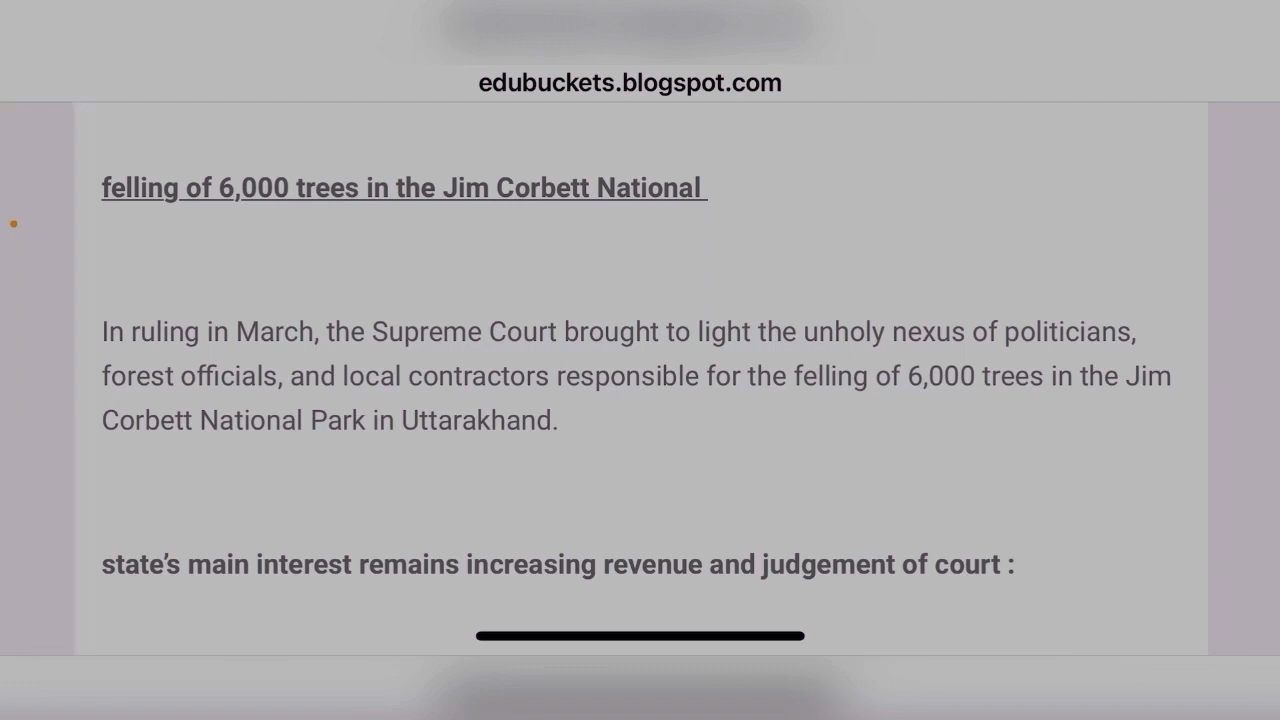 edubuckets.blogspot.com
felling of 6,000 trees in the Jim Corbett National
In ruling in March, the Supreme Court brought to light the unholy nexus of politicians,
forest officials, and local contractors responsible for the felling of 6,000 trees in the Jim
Corbett National Park in Uttarakhand.
state’s main interest remains increasing revenue and judgement of court :